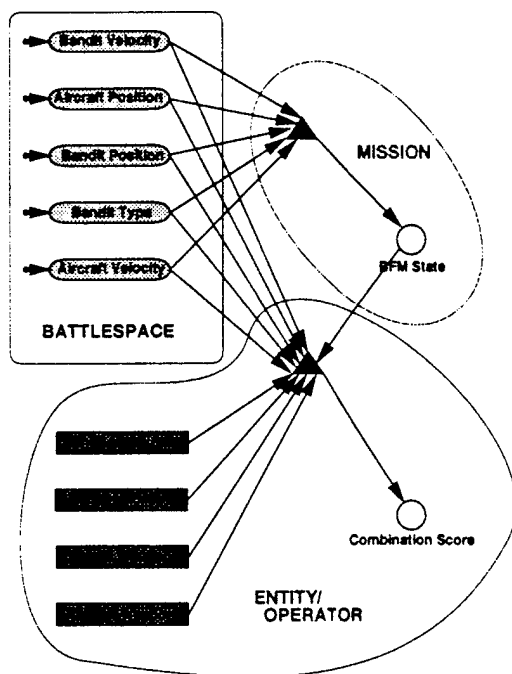 Bandit Velocity
Aircraft Position
Bandit Position
Bandit Type
Aircraft Velocity
BATTLESPACE
MISSION
BFM State
Combination Score
ENTITY/
OPERATOR